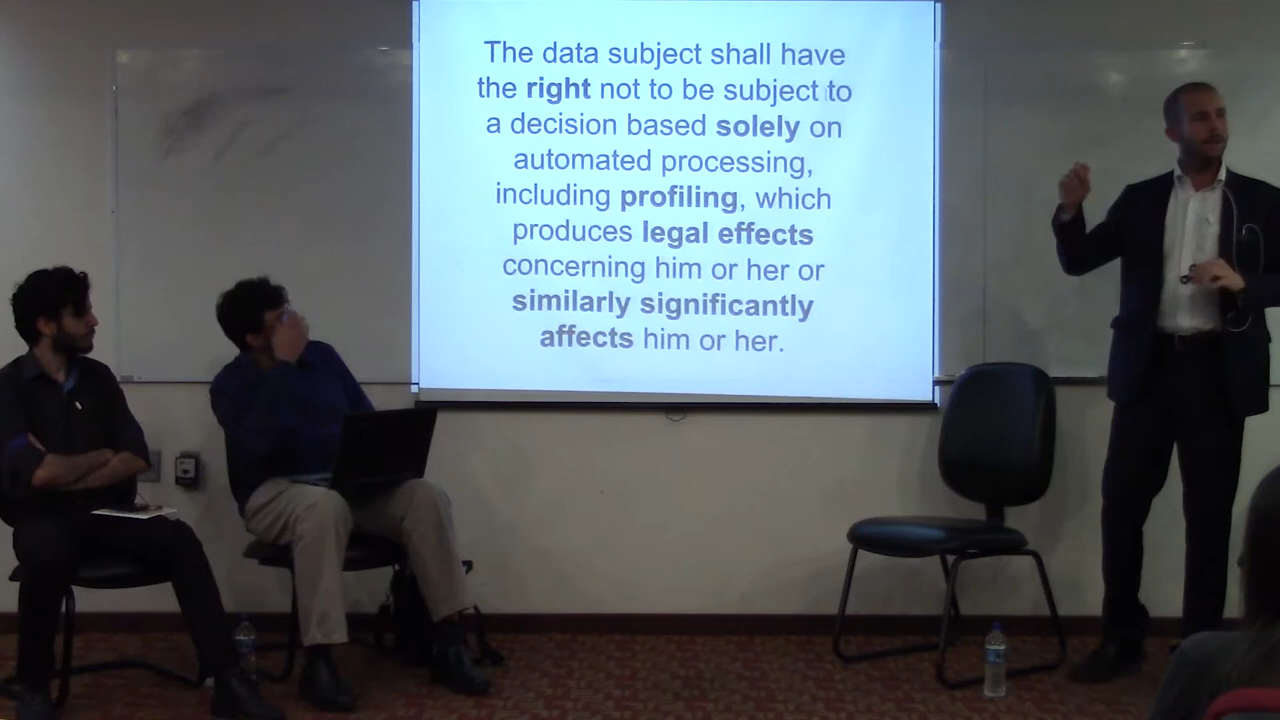 The data subject shall have
the right not to be subject to
a decision based solely on
automated processing,
including profiling, which
produces legal effects
concerning him or her or
similarly significantly
affects him or her.